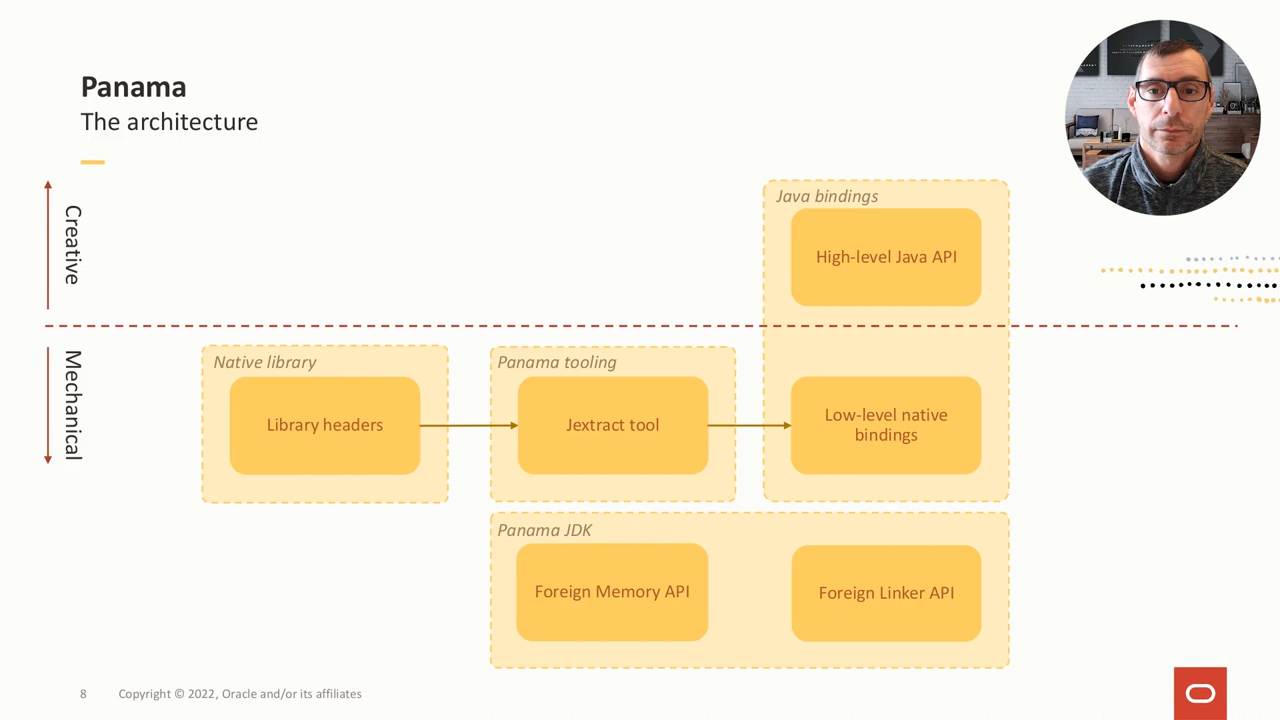 Panama
The architecture
Creative
Mechanical
Java bindings
High-level Java API
Native library
Library headers
Panama tooling
Jextract tool
Low-level native
bindings
Panama JDK
Foreign Memory API
Foreign Linker API
8
Copyright © 2022, Oracle and/or its affiliates